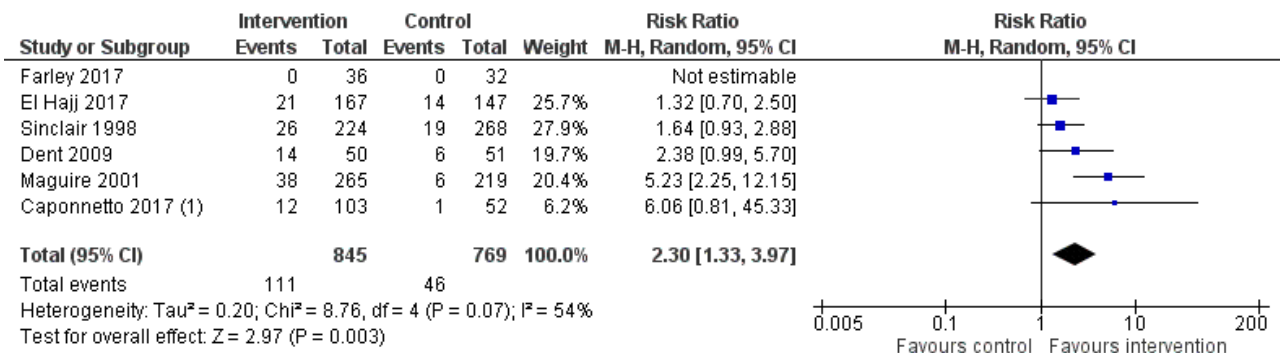 Intervention Control Risk Ratio Risk Ratio
Study or Subgroup Events Total Events Total Weight M-H, Random, 95% CI M-H, Random, 95% CI
Farley 2017 0 36 0 32 Not estimable
El Hajj 2017 21 167 14 147 25.7% 1.32 [0.70, 2.50]
Sinclair 1998 26 224 19 268 27.9% 1.64 [0.93, 2.88]
Dent 2009 14 50 6 51 19.7% 2.38 [0.99, 5.70]
Maguire 2001 38 265 6 219 20.4% 5.23 [2.25, 12.15]
Caponnetto 2017 (1) 12 103 1 52 6.2% 6.06 [0.81, 45.33]
Total (95% CI) 845 769 100.0% 2.30 [1.33, 3.97]
Total events 111 46
Heterogeneity: Tau² = 0.20; Chi² = 8.76, df = 4 (P = 0.07); I² = 54%
Test for overall effect: Z = 2.97 (P = 0.003)
0.005 0.1 1 10 200
Favours control Favours intervention